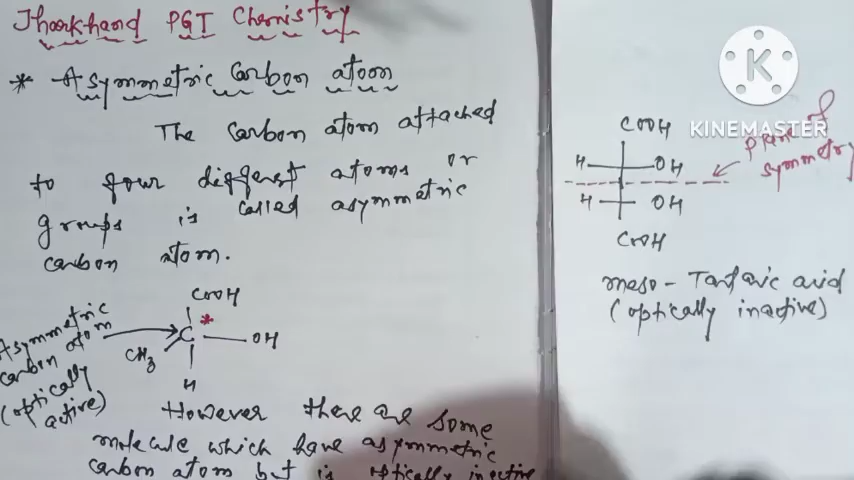 Jharkhand PGT Chemistry
* Asymmetric Carbon atom
The Carbon atom attached
to four different atoms or
groups is called asymmetric
carbon atom.
COOH
Asymmetric
carbon atom
(optically
active)
C *
OH
CH3
H
However there are some
molecule which have asymmetric
carbon atom but is optically inactive
K
KINEMASTER
Plane of
symmetry
COOH
H OH
H OH
COOH
meso - Tartaric acid
(optically inactive)